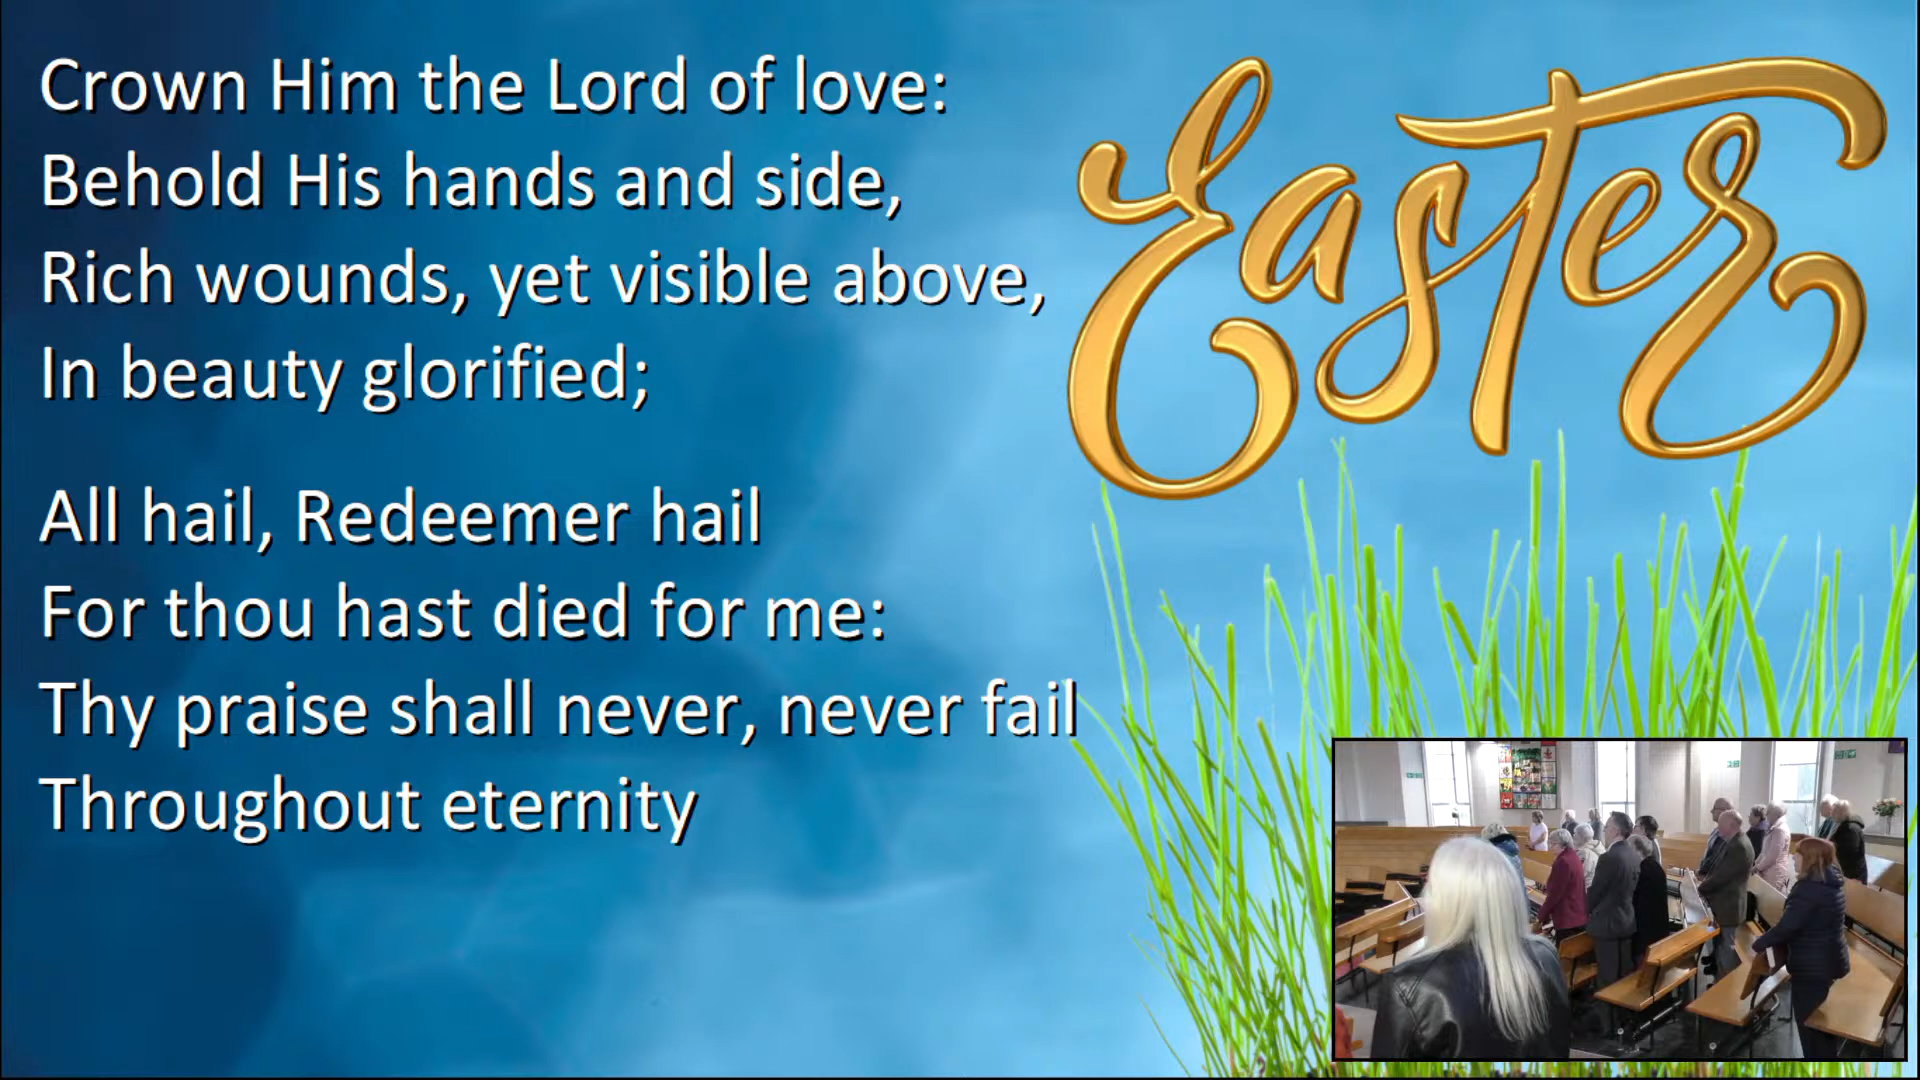 Crown Him the Lord of love:
Behold His hands and side,
Rich wounds, yet visible above,
In beauty glorified;
All hail, Redeemer hail
For thou hast died for me:
Thy praise shall never, never fail
Throughout eternity
Easter